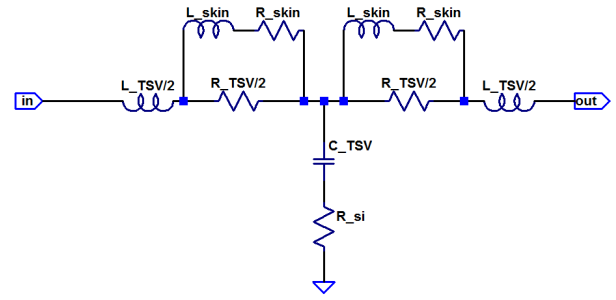 L_skin R_skin L_skin R_skin
L_TSV/2 R_TSV/2 R_TSV/2 L_TSV/2
in out
C_TSV
R_si